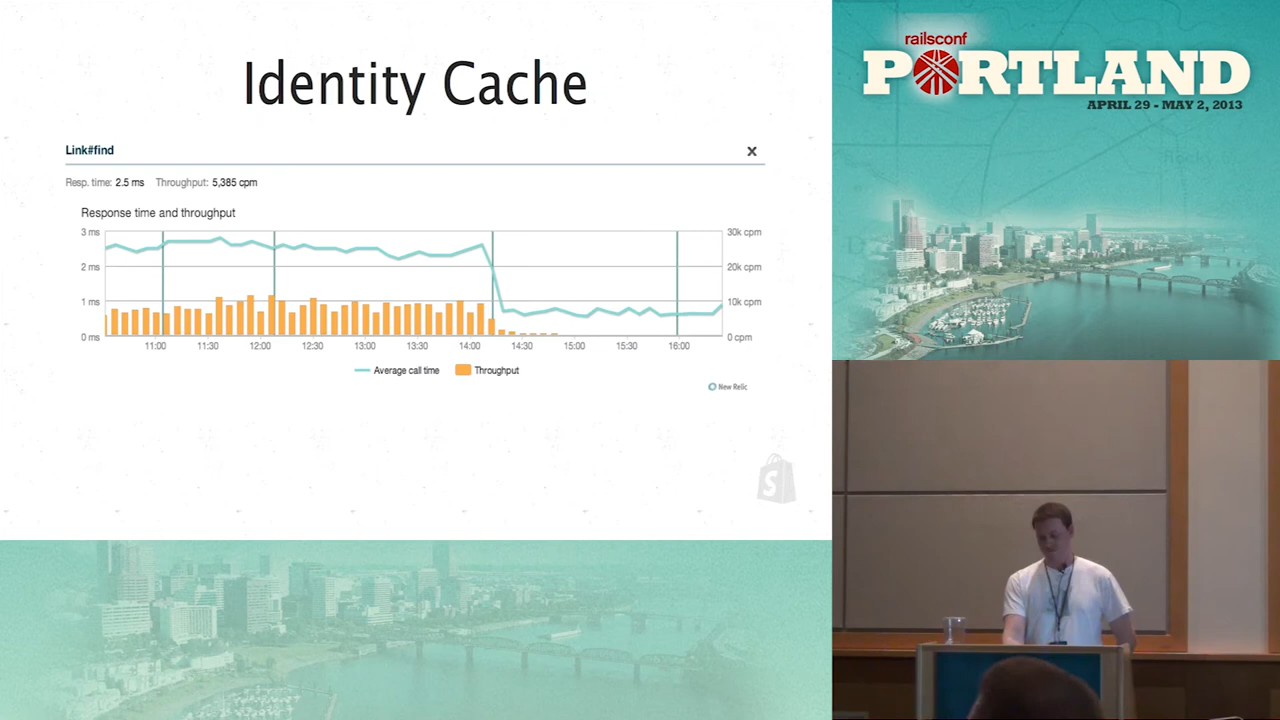 Identity Cache
Link#find
X
Resp. time: 2.5 ms Throughput: 5,385 cpm
Response time and throughput
3 ms
30k cpm
2 ms
20k cpm
1 ms
10k cpm
0 ms
0 cpm
11:00 11:30 12:00 12:30 13:00 13:30 14:00 14:30 15:00 15:30 16:00
Average call time Throughput
New Relic
S
railsconf
PORTLAND
APRIL 29 - MAY 2, 2013